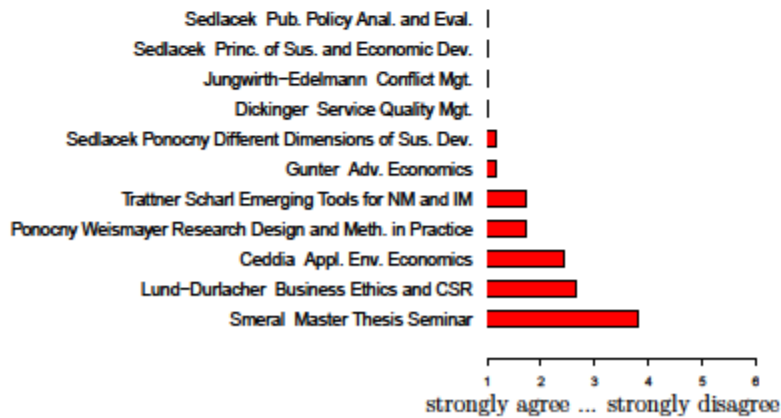 Sedlacek Pub. Policy Anal. and Eval.
Sedlacek Princ. of Sus. and Economic Dev.
Jungwirth−Edelmann Conflict Mgt.
Dickinger Service Quality Mgt.
Sedlacek Ponocny Different Dimensions of Sus. Dev.
Gunter Adv. Economics
Trattner Scharl Emerging Tools for NM and IM
Ponocny Weismayer Research Design and Meth. in Practice
Ceddia Appl. Env. Economics
Lund−Durlacher Business Ethics and CSR
Smeral Master Thesis Seminar
1 2 3 4 5 6
strongly agree ... strongly disagree